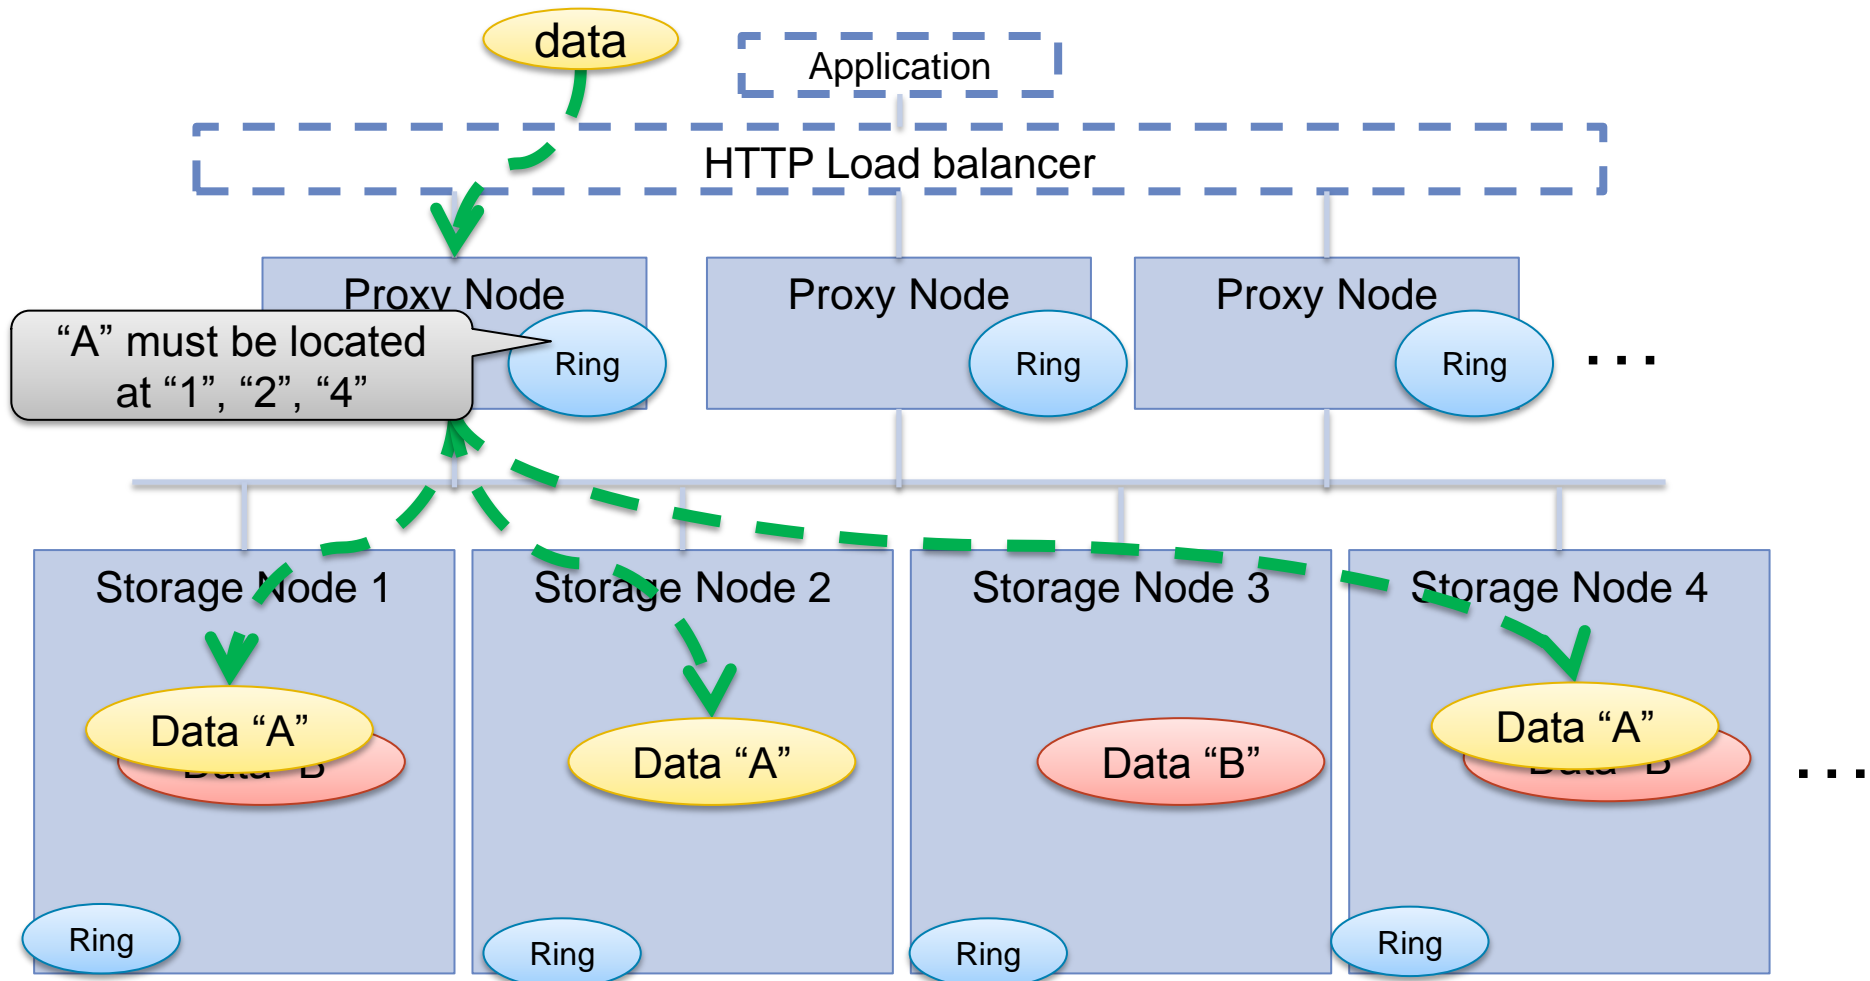 data
Application
HTTP Load balancer
Proxy Node
Proxy Node
Proxy Node
“A” must be located
at “1”, “2”, “4”
Ring
Ring
Ring
...
Storage Node 1
Storage Node 2
Storage Node 3
Storage Node 4
Data “A”
Data “B
Data “A”
Data “B”
Data “A”
Data “B
...
Ring
Ring
Ring
Ring